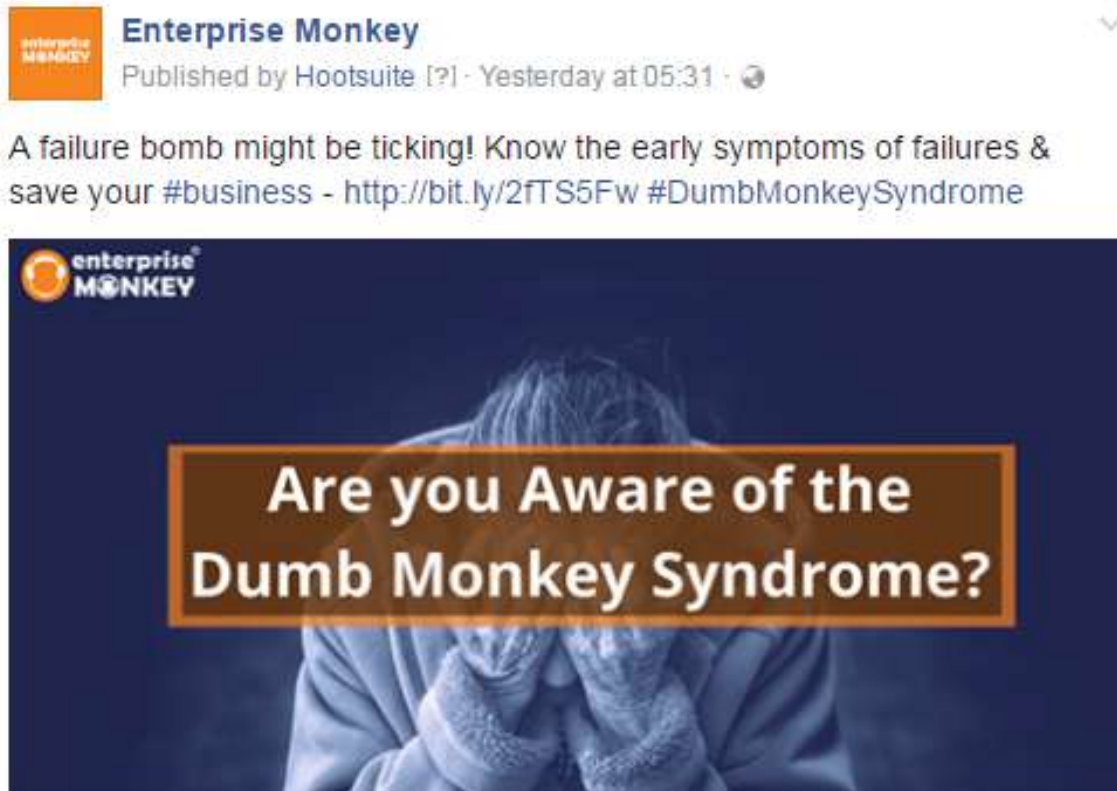 enterprise
MONKEY
Enterprise Monkey
Published by Hootsuite [?] · Yesterday at 05:31 ·
A failure bomb might be ticking! Know the early symptoms of failures &
save your #business - http://bit.ly/2fTS5Fw #DumbMonkeySyndrome
enterprise®
MONKEY
Are you Aware of the
Dumb Monkey Syndrome?